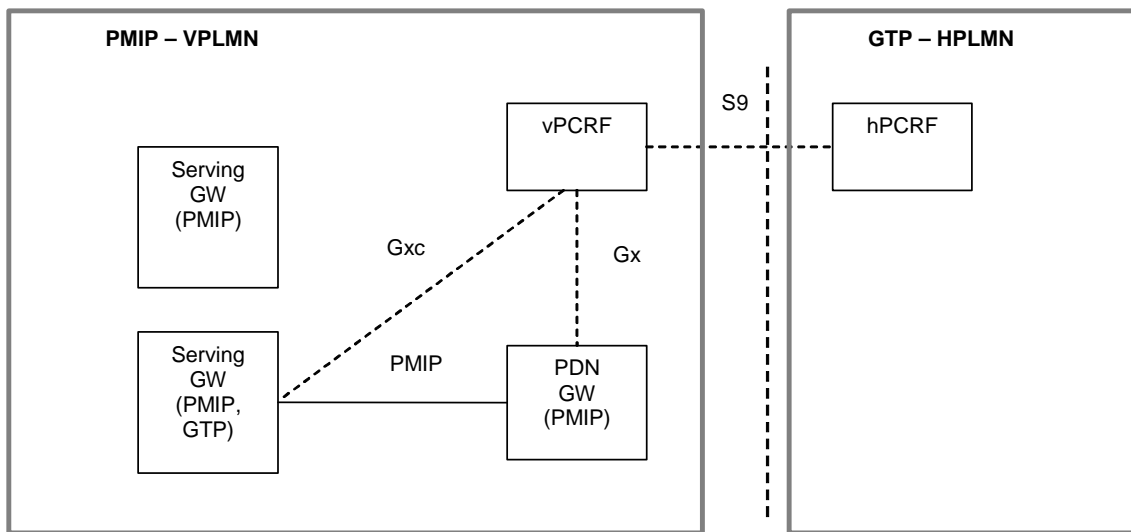 PMIP – VPLMN
GTP – HPLMN
S9
vPCRF
hPCRF
Serving
GW
(PMIP)
Gxc
Gx
Serving
GW
(PMIP,
GTP)
PMIP
PDN
GW
(PMIP)